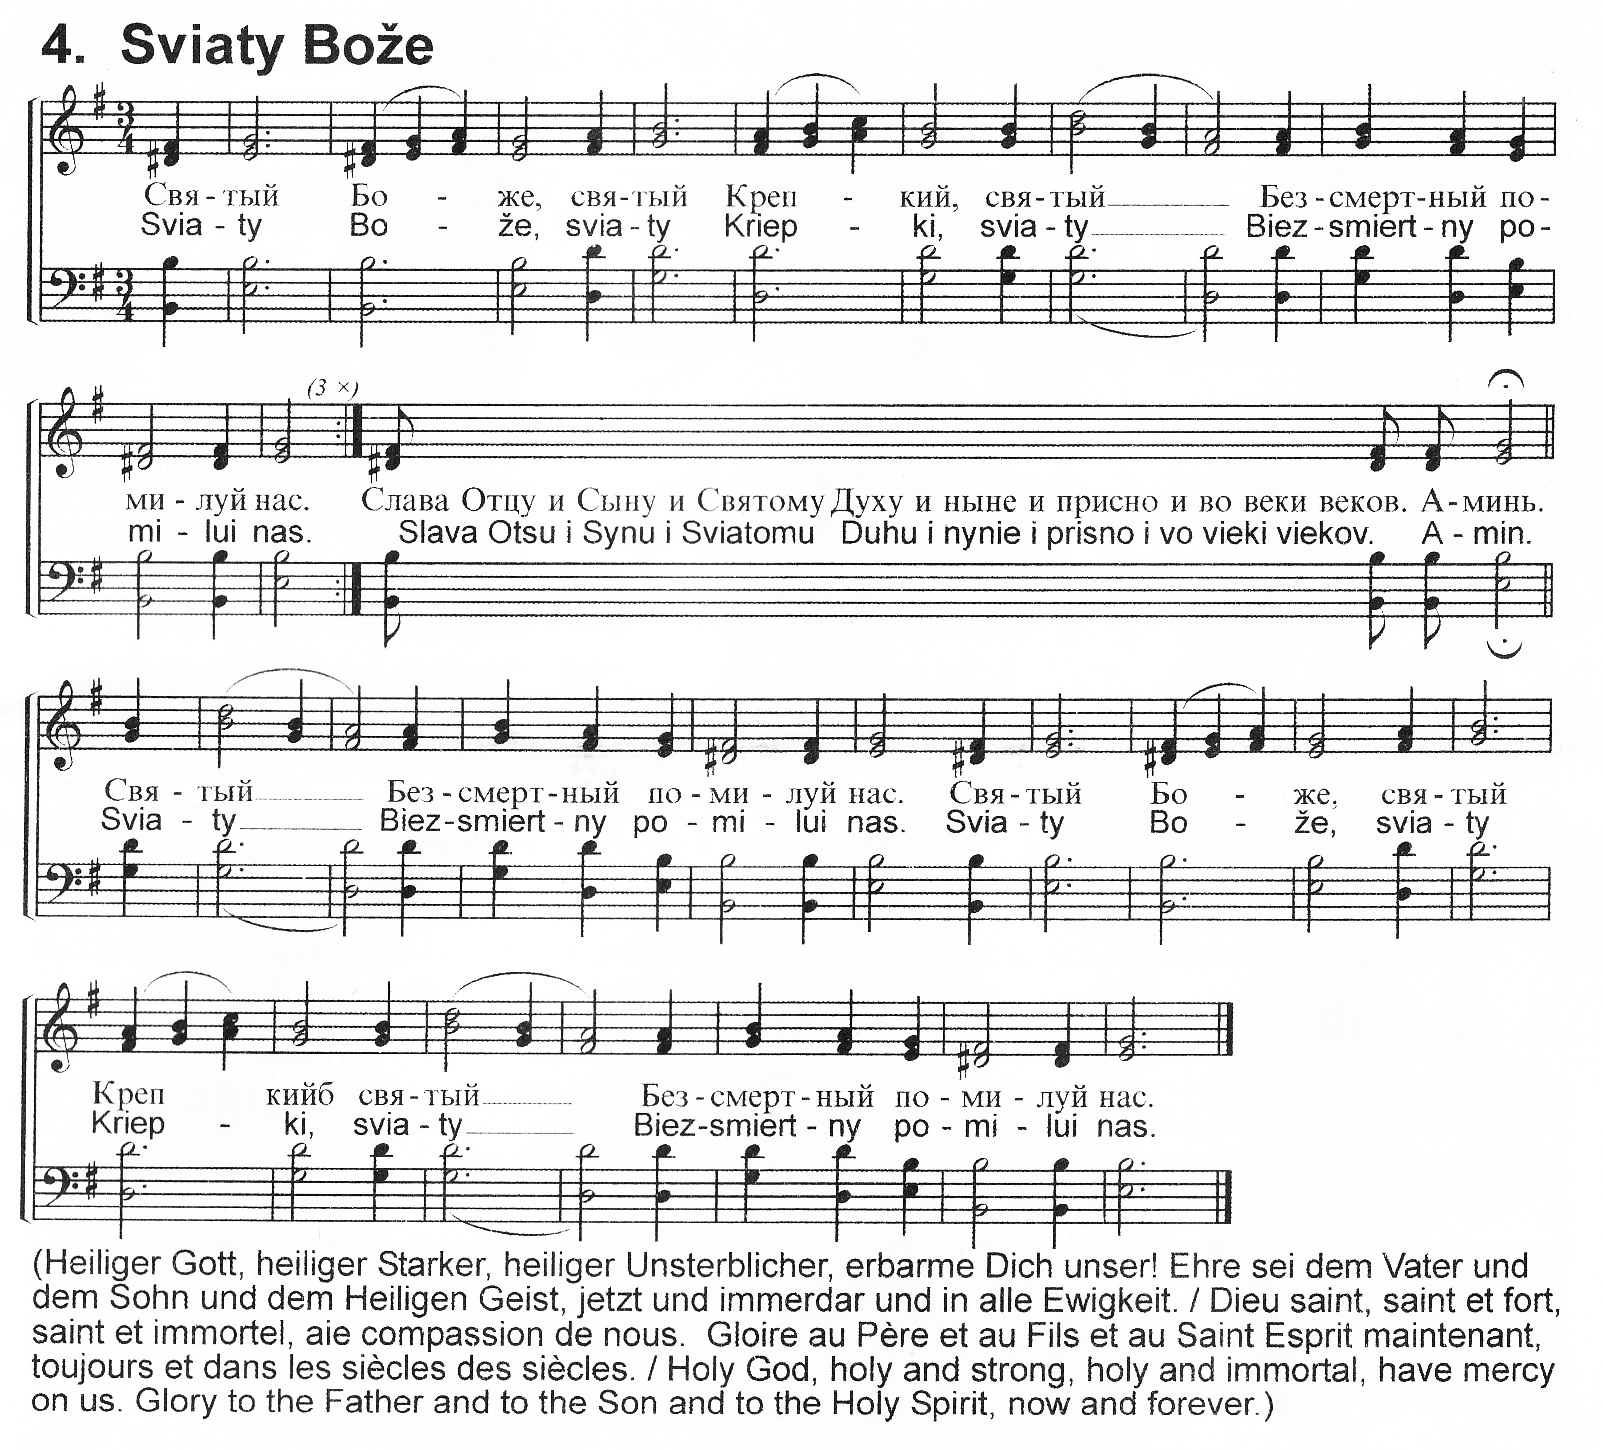 4. Sviaty Bože
Свя - тый Бо - же, свя - тый Креп - кий, свя - тый Без - смерт - ный по -
Svia - ty Bo - že, svia - ty Kriep - ki, svia - ty Biez - smiert - ny po -
(3 ×)
ми - луй нас. Слава Отцу и Сыну и Святому Духу и ныне и присно и во веки веков. А - минь.
mi - lui nas. Slava Otsu i Synu i Sviatomu Duhu i nynie i prisno i vo vieki viekov. A - min.
Свя - тый Без - смерт - ный по - ми - луй нас. Свя - тый Бо - же, свя - тый
Svia - ty Biez - smiert - ny po - mi - lui nas. Svia - ty Bo - že, svia - ty
Креп кийб свя - тый Без - смерт - ный по - ми - луй нас.
Kriep - ki, svia - ty Biez - smiert - ny po - mi - lui nas.
(Heiliger Gott, heiliger Starker, heiliger Unsterblicher, erbarme Dich unser! Ehre sei dem Vater und
dem Sohn und dem Heiligen Geist, jetzt und immerdar und in alle Ewigkeit. / Dieu saint, saint et fort,
saint et immortel, aie compassion de nous. Gloire au Père et au Fils et au Saint Esprit maintenant,
toujours et dans les siècles des siècles. / Holy God, holy and strong, holy and immortal, have mercy
on us. Glory to the Father and to the Son and to the Holy Spirit, now and forever.)